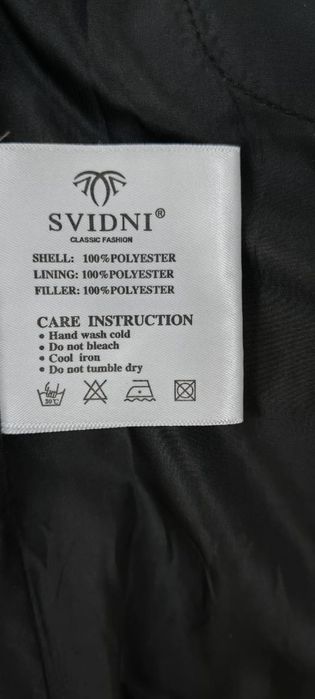 SVIDNI®
CLASSIC FASHION
SHELL: 100%POLYESTER
LINING: 100%POLYESTER
FILLER: 100%POLYESTER
CARE INSTRUCTION
• Hand wash cold
• Do not bleach
• Cool iron
• Do not tumble dry
30°C